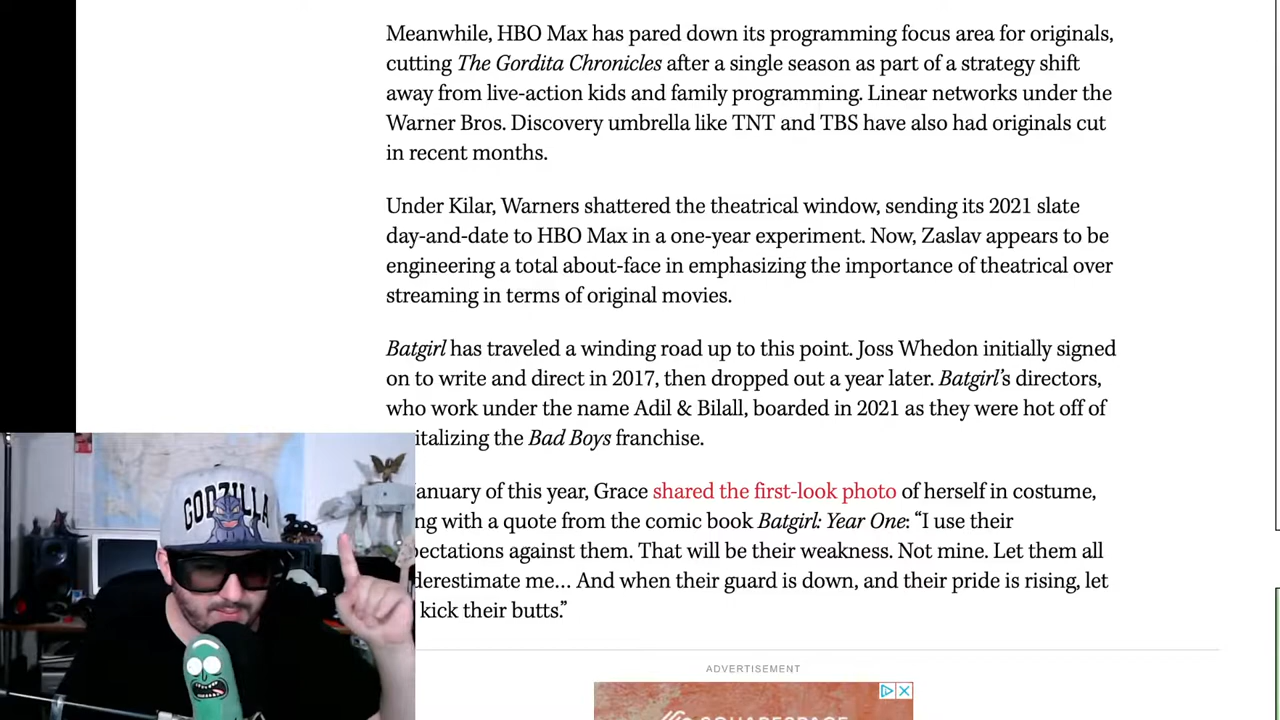 Meanwhile, HBO Max has pared down its programming focus area for originals,
cutting The Gordita Chronicles after a single season as part of a strategy shift
away from live-action kids and family programming. Linear networks under the
Warner Bros. Discovery umbrella like TNT and TBS have also had originals cut
in recent months.
Under Kilar, Warners shattered the theatrical window, sending its 2021 slate
day-and-date to HBO Max in a one-year experiment. Now, Zaslav appears to be
engineering a total about-face in emphasizing the importance of theatrical over
streaming in terms of original movies.
Batgirl has traveled a winding road up to this point. Joss Whedon initially signed
on to write and direct in 2017, then dropped out a year later. Batgirl’s directors,
who work under the name Adil & Bilall, boarded in 2021 as they were hot off of
italizing the Bad Boys franchise.
anuary of this year, Grace shared the first-look photo of herself in costume,
ng with a quote from the comic book Batgirl: Year One: “I use their
pectations against them. That will be their weakness. Not mine. Let them all
derestimate me… And when their guard is down, and their pride is rising, let
kick their butts.”
GODZILLA
ADVERTISEMENT